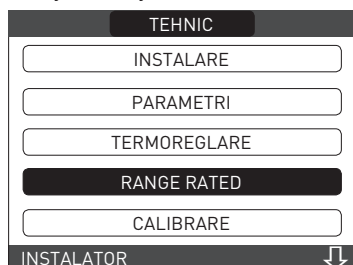 TEHNIC
INSTALARE
PARAMETRI
TERMOREGLARE
RANGE RATED
CALIBRARE
INSTALATOR